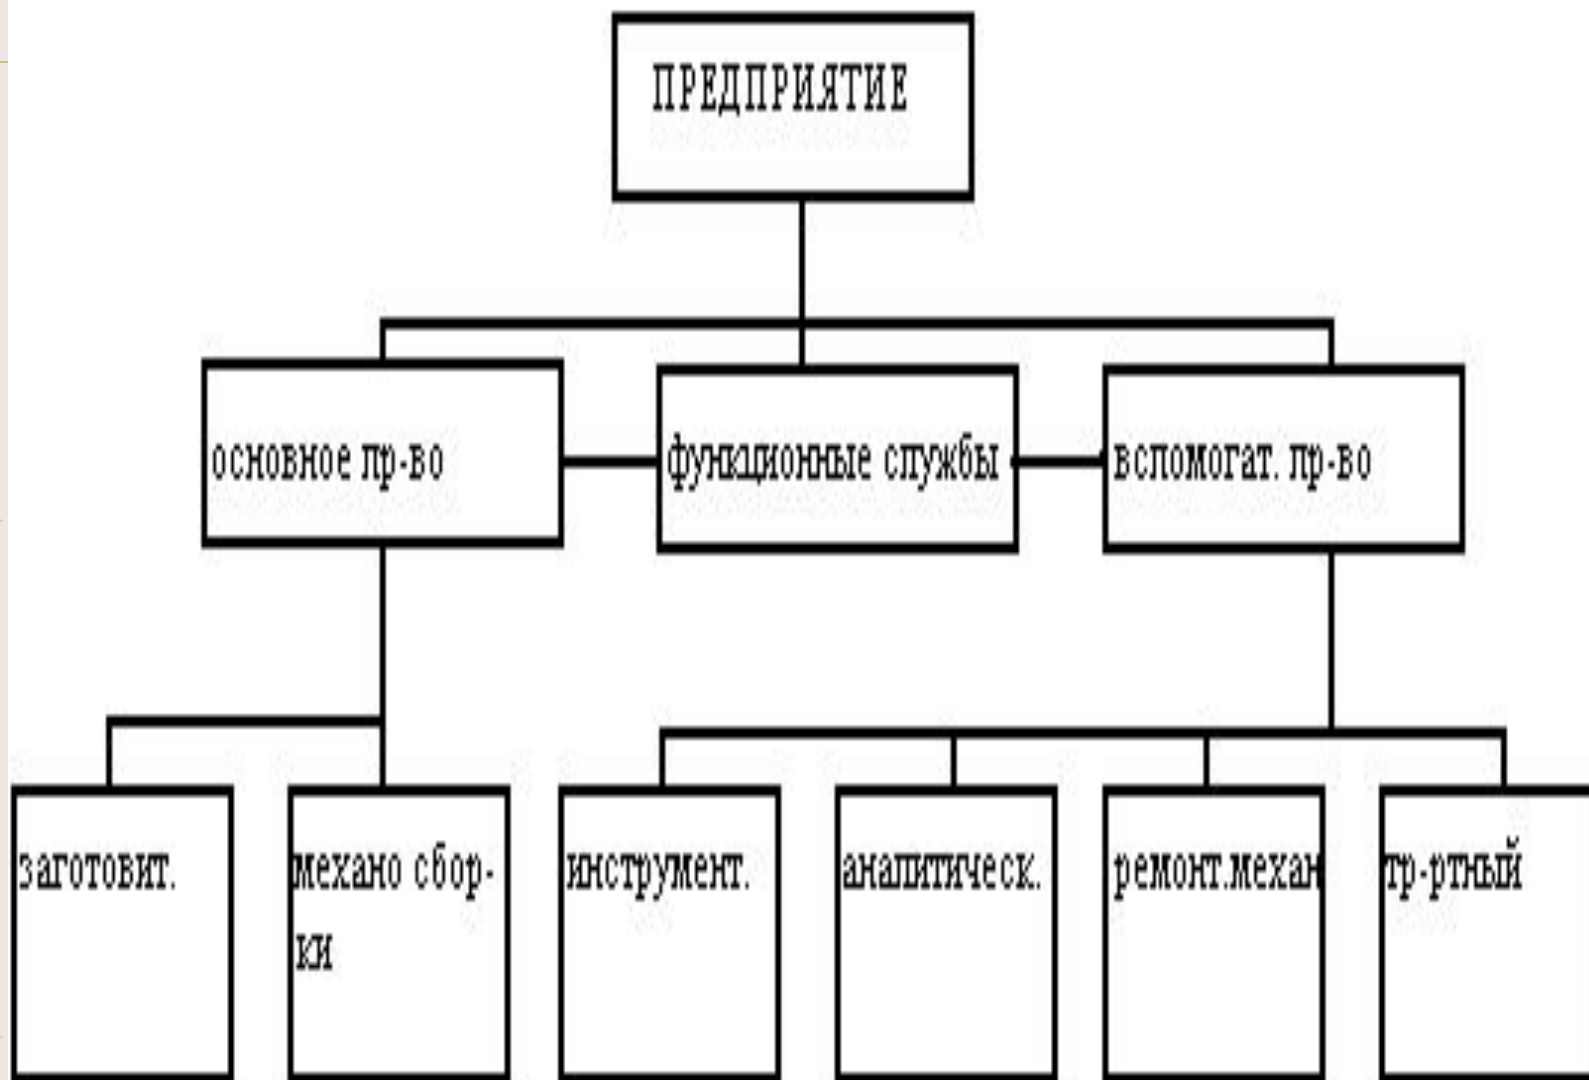 ПРЕДПРИЯТИЕ
основное пр-во
функционные службы
вспомогат. пр-во
заготовит.
механо сбор-
ки
инструмент.
аналитическ.
ремонт.механ
тр-ртный